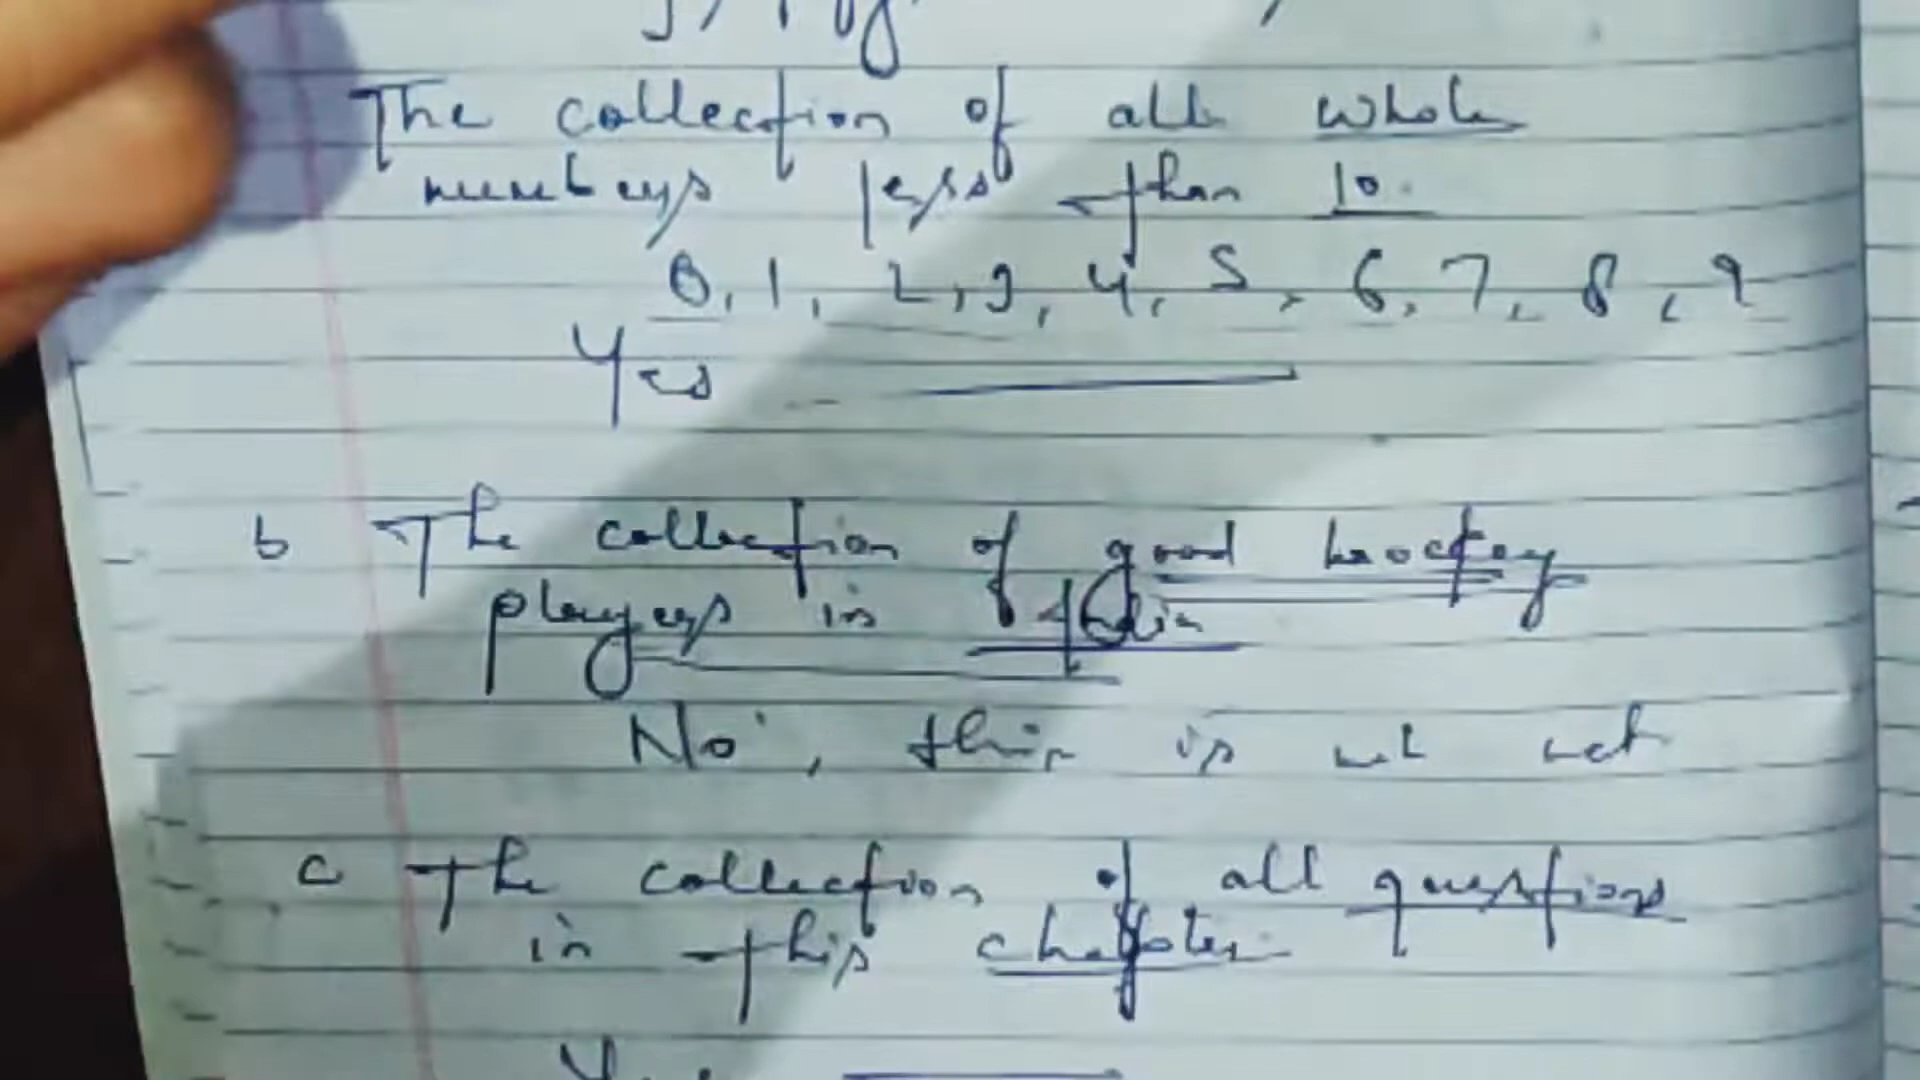 The collection of all whole
numbers less than 10.
0, 1, 2, 3, 4, 5, 6, 7, 8, 9
Yes
b The collection of good hockey
players in India
No, this is not set
c The collection of all questions
in this chapter